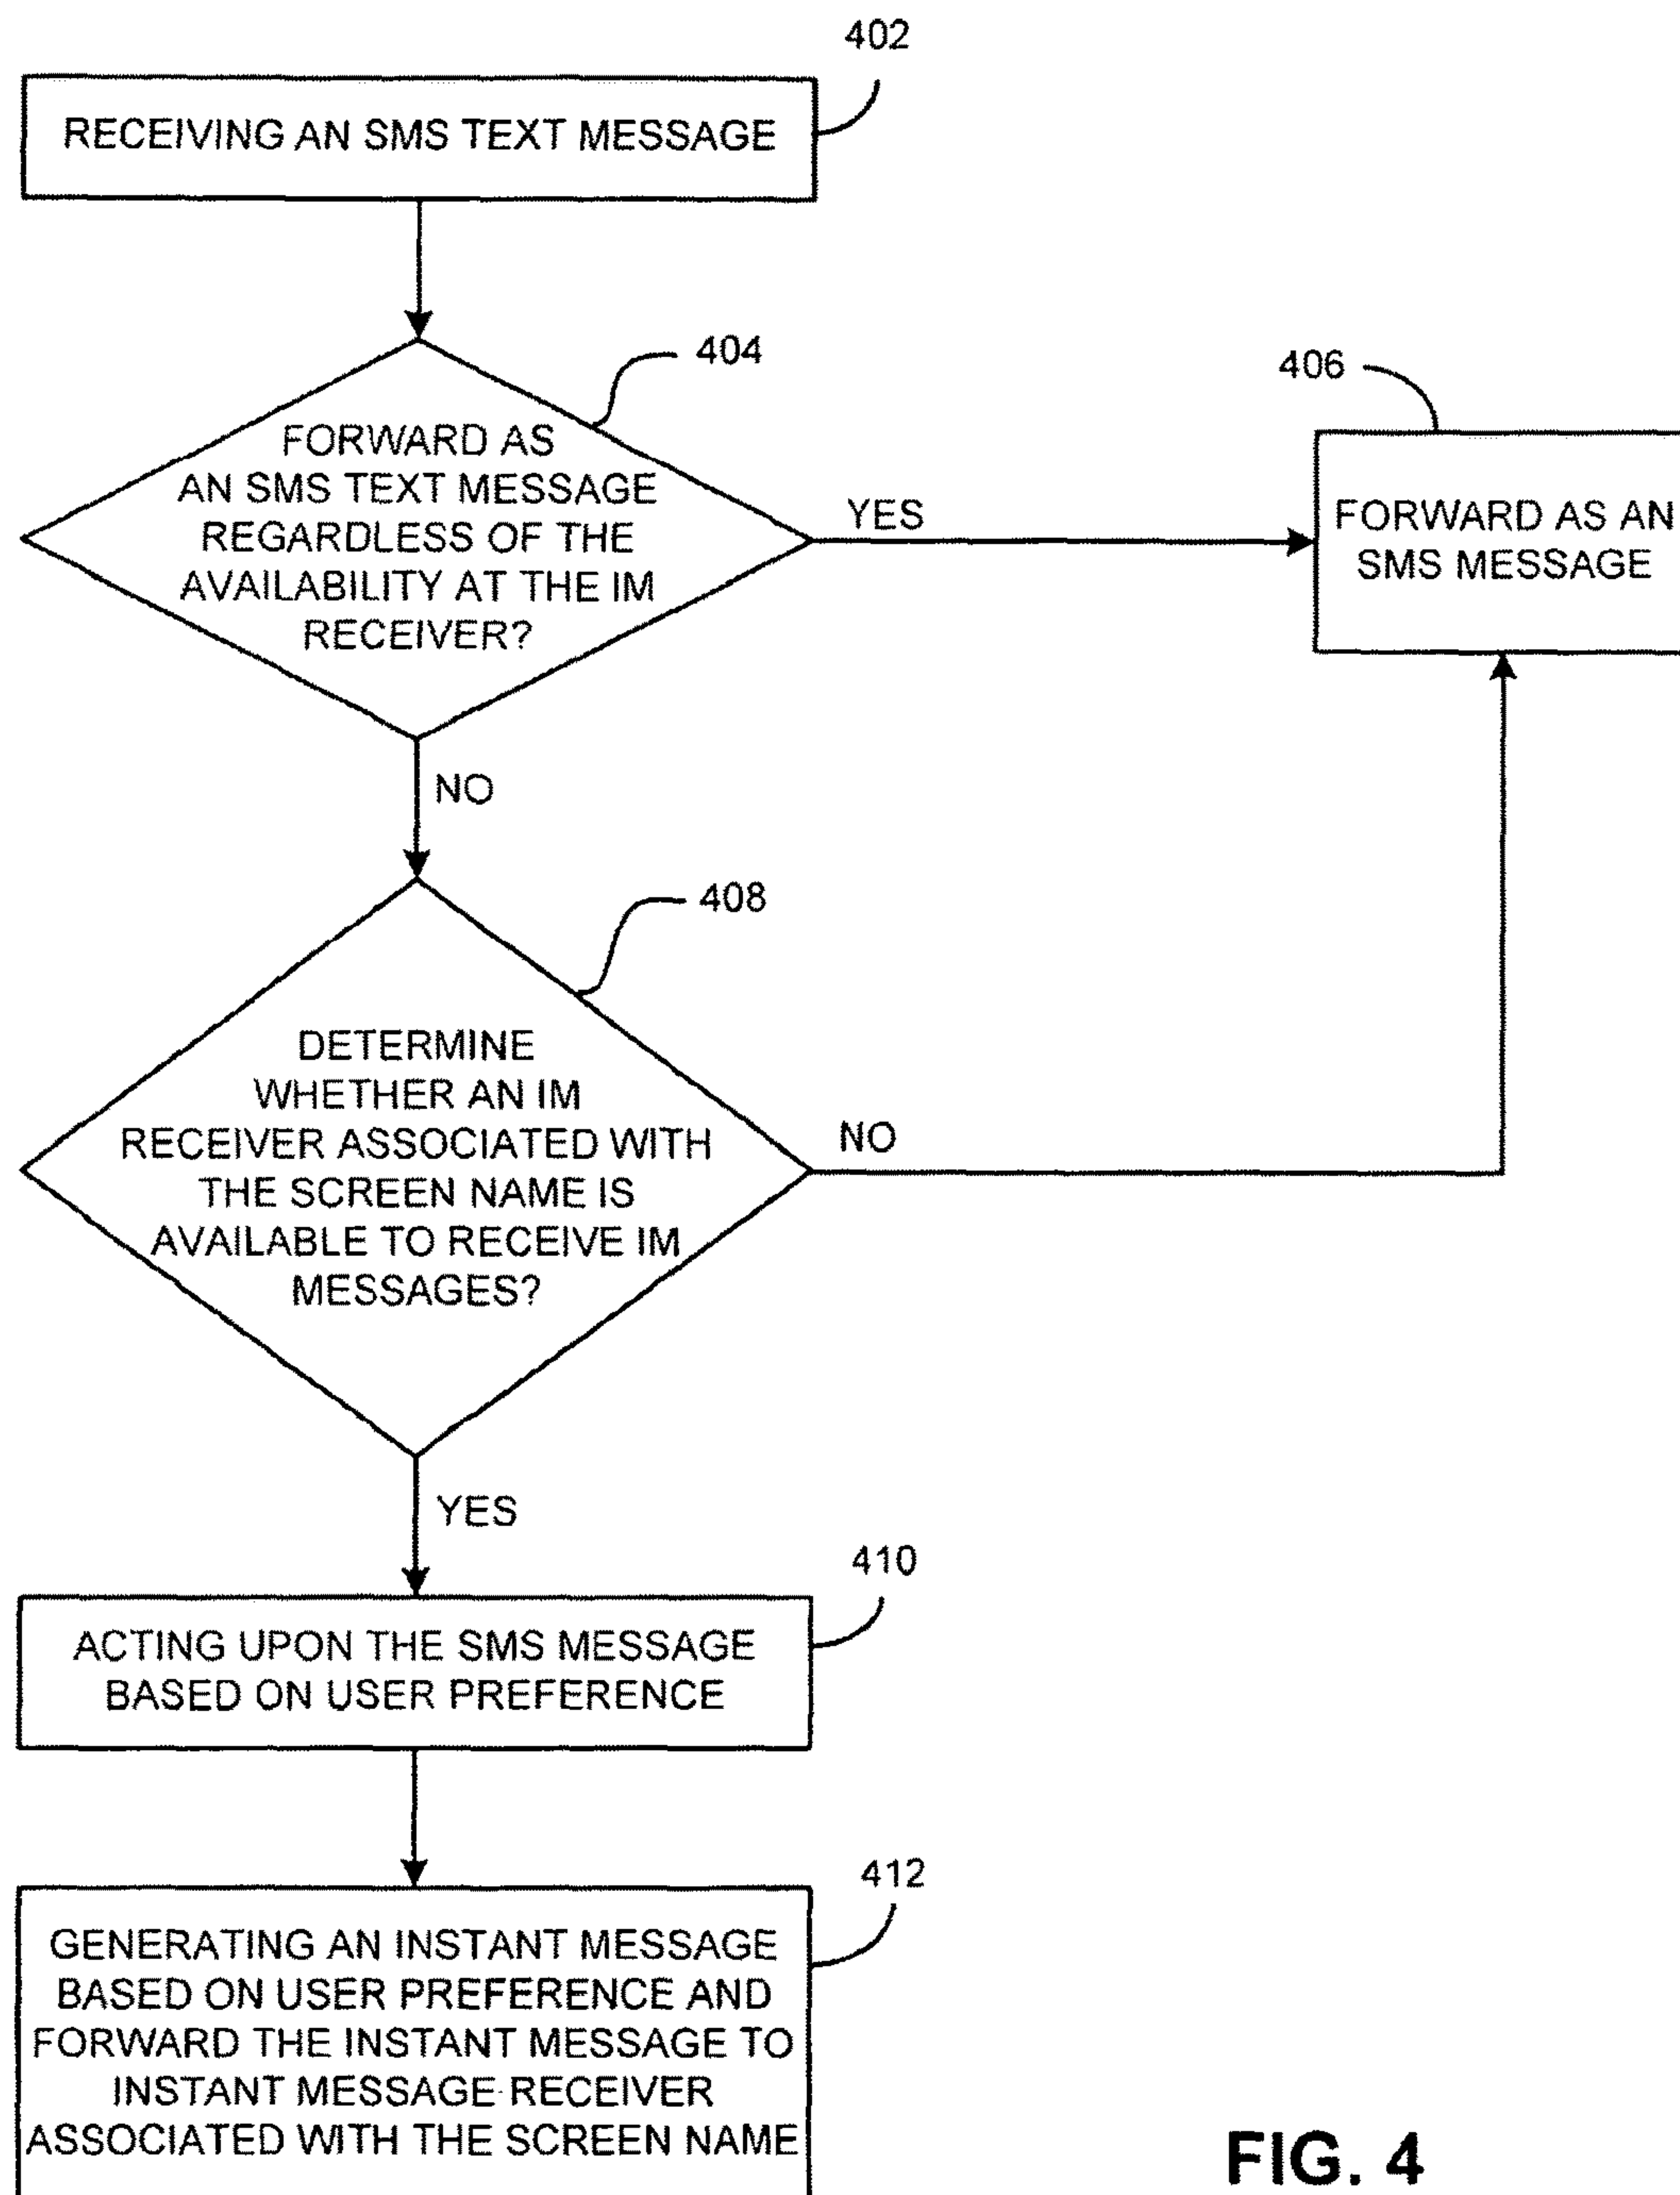 402
RECEIVING AN SMS TEXT MESSAGE
404
FORWARD AS
AN SMS TEXT MESSAGE
REGARDLESS OF THE
AVAILABILITY AT THE IM
RECEIVER?
YES
406
FORWARD AS AN
SMS MESSAGE
NO
408
DETERMINE
WHETHER AN IM
RECEIVER ASSOCIATED WITH
THE SCREEN NAME IS
AVAILABLE TO RECEIVE IM
MESSAGES?
NO
YES
410
ACTING UPON THE SMS MESSAGE
BASED ON USER PREFERENCE
412
GENERATING AN INSTANT MESSAGE
BASED ON USER PREFERENCE AND
FORWARD THE INSTANT MESSAGE TO
INSTANT MESSAGE RECEIVER
ASSOCIATED WITH THE SCREEN NAME
FIG. 4